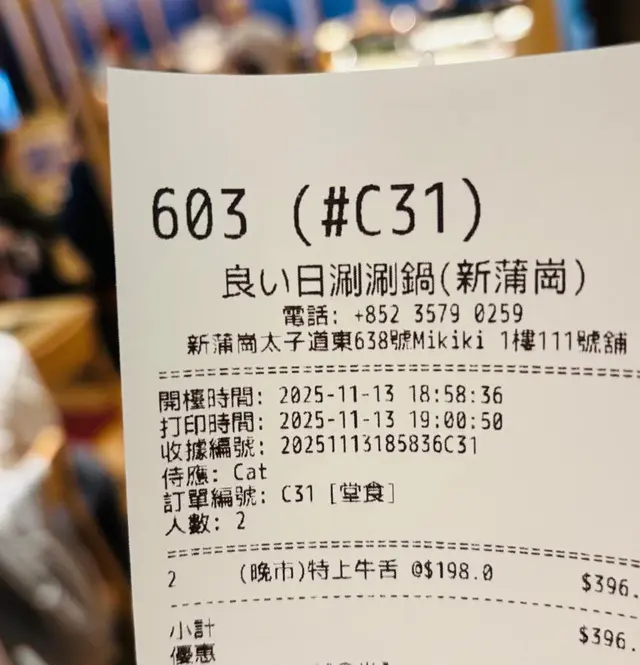 603 (#C31)
良い日涮涮鍋(新蒲崗)
電話: +852 3579 0259
新蒲崗太子道東638號Mikiki 1樓111號舖
開檯時間: 2025-11-13 18:58:36
打印時間: 2025-11-13 19:00:50
收據編號: 20251113185836C31
侍應: Cat
訂單編號: C31 [堂食]
人數: 2
2 (晚市)特上牛舌 @$198.0 $396.
小計 $396.
優惠